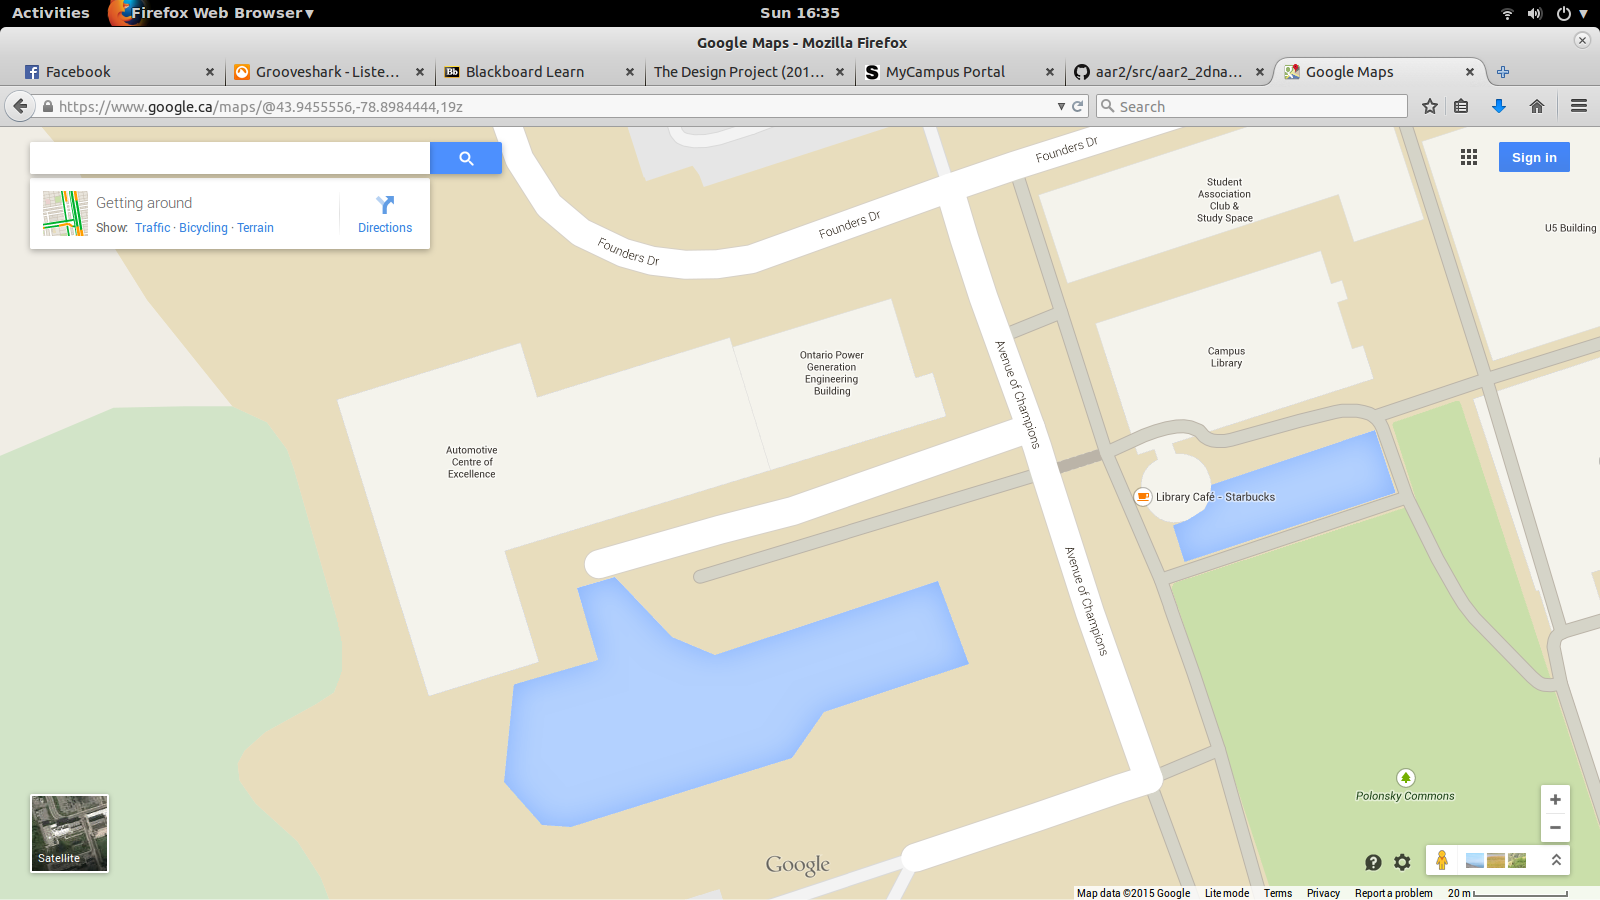 Activities Firefox Web Browser ▾ Sun 16:35
Google Maps - Mozilla Firefox
Facebook Grooveshark - Liste... Blackboard Learn The Design Project (201... MyCampus Portal aar2/src/aar2_2dna... Google Maps
https://www.google.ca/maps/@43.9455556,-78.8984444,19z Search
Sign in
Getting around
Show: Traffic · Bicycling · Terrain
Directions
Founders Dr
Founders Dr
Founders Dr
Student
Association
Club &
Study Space
U5 Building
Avenue of Champions
Ontario Power
Generation
Engineering
Building
Campus
Library
Automotive
Centre of
Excellence
Library Café - Starbucks
Avenue of Champions
Polonsky Commons
Satellite
Google
Map data ©2015 Google Lite mode Terms Privacy Report a problem 20 m